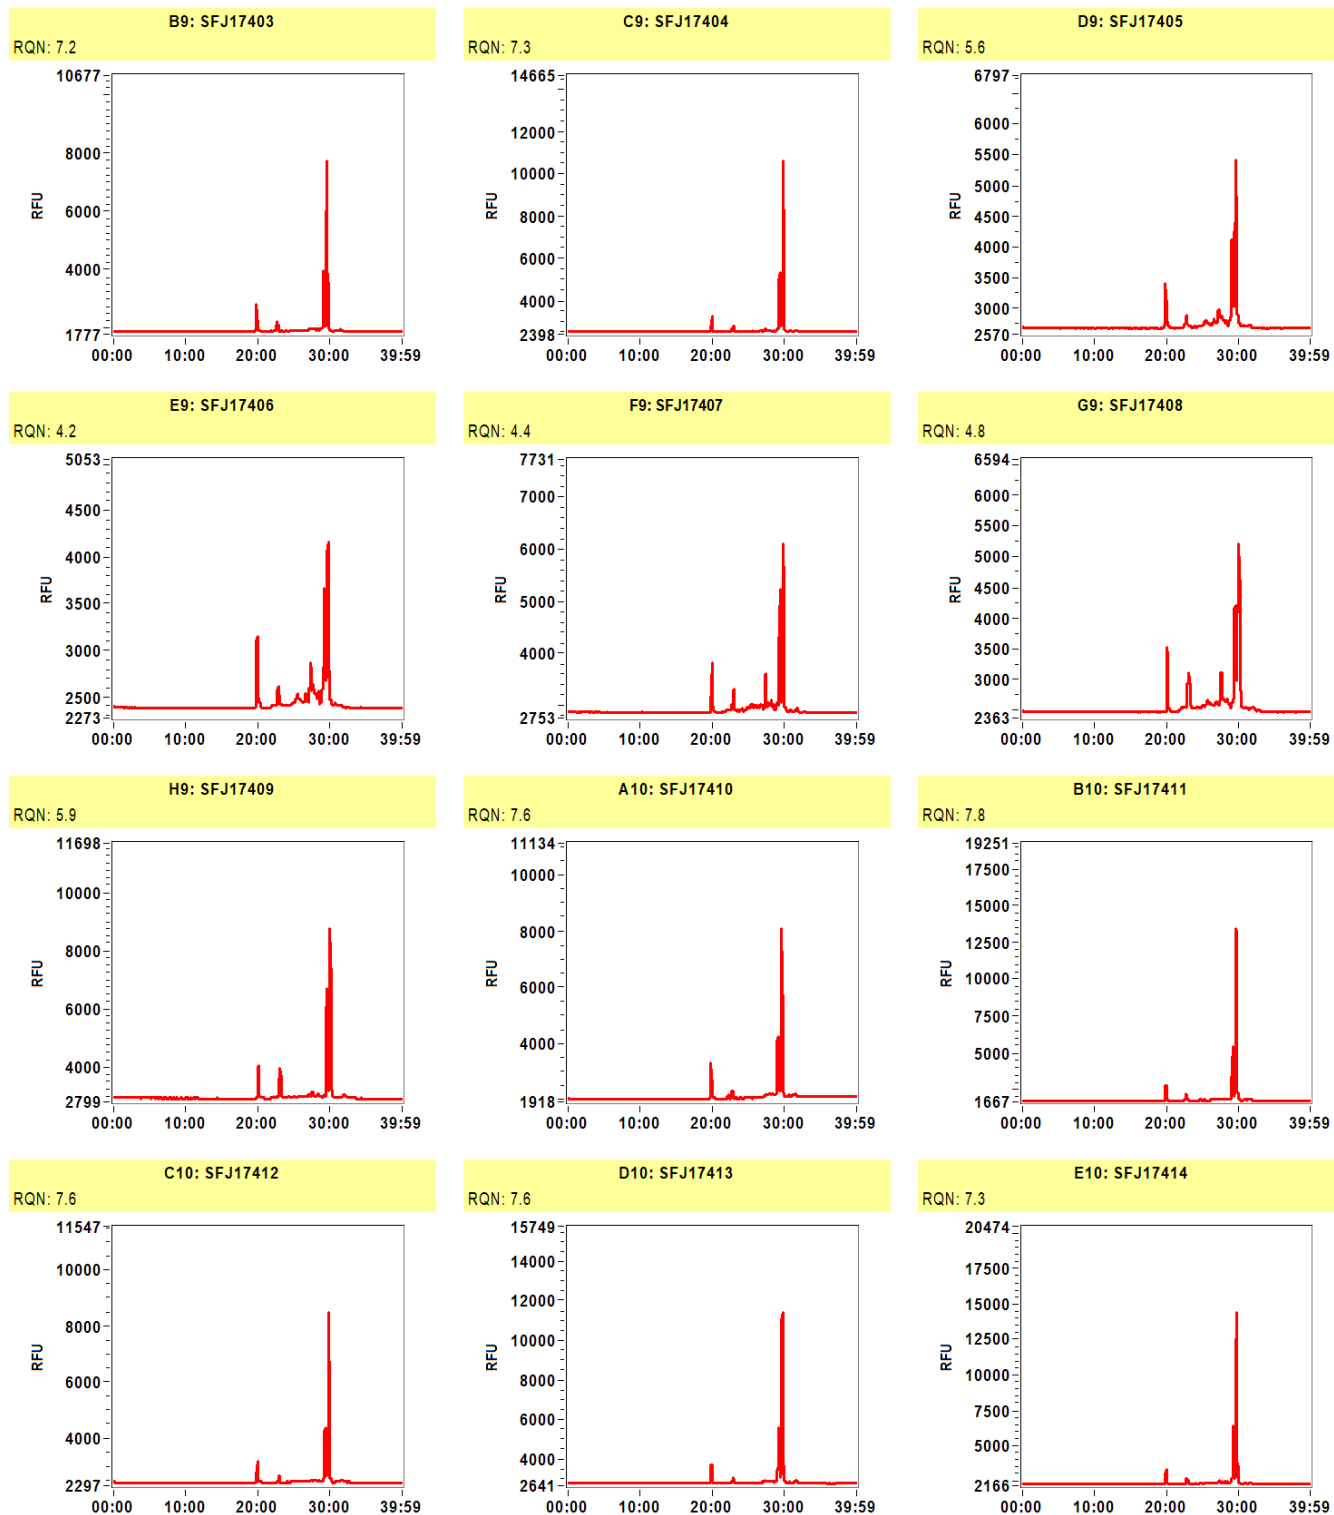 B9: SFJ17403
RQN: 7.2
10677
8000
6000
4000
1777
RFU
00:00 10:00 20:00 30:00 39:59
C9: SFJ17404
RQN: 7.3
14665
12000
10000
8000
6000
4000
2398
RFU
00:00 10:00 20:00 30:00 39:59
D9: SFJ17405
RQN: 5.6
6797
6000
5500
5000
4500
4000
3500
3000
2570
RFU
00:00 10:00 20:00 30:00 39:59
E9: SFJ17406
RQN: 4.2
5053
4500
4000
3500
3000
2500
2273
RFU
00:00 10:00 20:00 30:00 39:59
F9: SFJ17407
RQN: 4.4
7731
7000
6000
5000
4000
2753
RFU
00:00 10:00 20:00 30:00 39:59
G9: SFJ17408
RQN: 4.8
6594
6000
5500
5000
4500
4000
3500
3000
2363
RFU
00:00 10:00 20:00 30:00 39:59
H9: SFJ17409
RQN: 5.9
11698
10000
8000
6000
4000
2799
RFU
00:00 10:00 20:00 30:00 39:59
A10: SFJ17410
RQN: 7.6
11134
10000
8000
6000
4000
1918
RFU
00:00 10:00 20:00 30:00 39:59
B10: SFJ17411
RQN: 7.8
19251
17500
15000
12500
10000
7500
5000
1667
RFU
00:00 10:00 20:00 30:00 39:59
C10: SFJ17412
RQN: 7.6
11547
10000
8000
6000
4000
2297
RFU
00:00 10:00 20:00 30:00 39:59
D10: SFJ17413
RQN: 7.6
15749
14000
12000
10000
8000
6000
4000
2641
RFU
00:00 10:00 20:00 30:00 39:59
E10: SFJ17414
RQN: 7.3
20474
17500
15000
12500
10000
7500
5000
2166
RFU
00:00 10:00 20:00 30:00 39:59